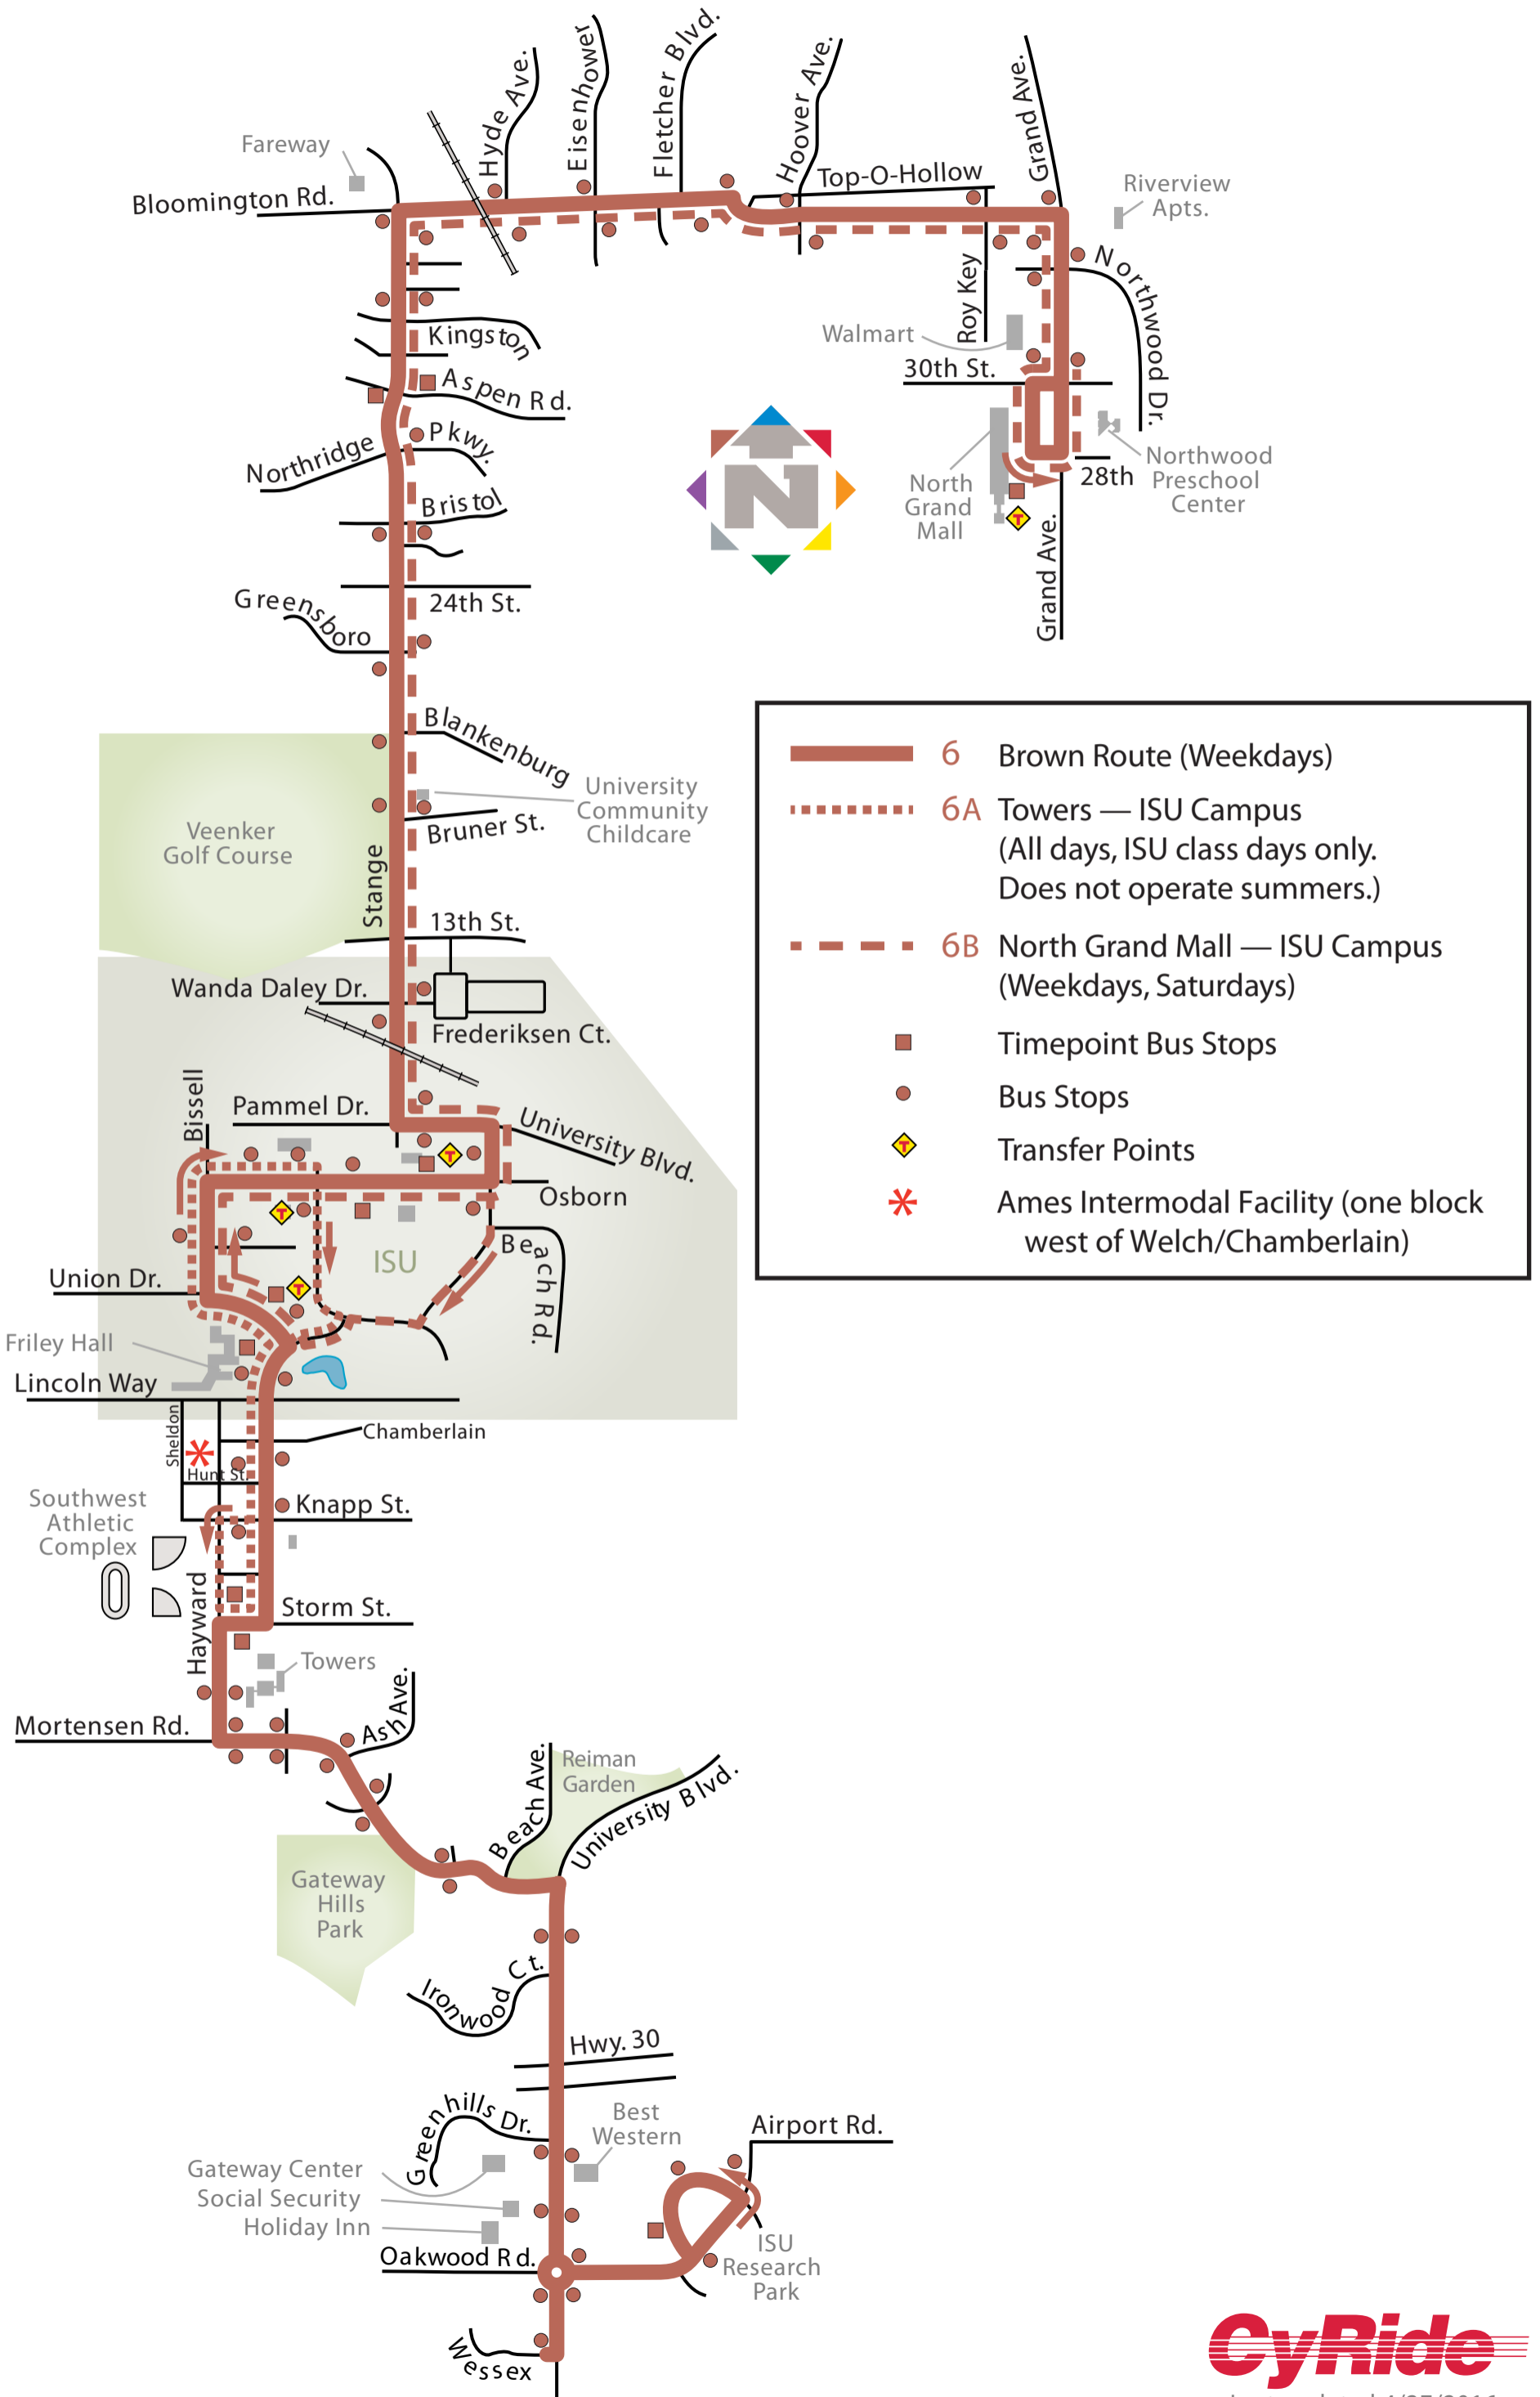 Hyde Ave.
Eisenhower
Fletcher Blvd.
Hoover Ave.
Grand Ave.
Fareway
Bloomington Rd.
Top-O-Hollow
Riverview
Apts.
Northwood Dr.
Roy Key
Walmart
30th St.
Kingston
Aspen Rd.
Northridge
Pkwy.
Bristol
N
North
Grand
Mall
28th
Northwood
Preschool
Center
Grand Ave.
24th St.
Greensboro
Blankenburg
University
Community
Childcare
Bruner St.
Veenker
Golf Course
Stange
13th St.
Wanda Daley Dr.
Frederiksen Ct.
6 Brown Route (Weekdays)
6A Towers — ISU Campus
(All days, ISU class days only.
Does not operate summers.)
6B North Grand Mall — ISU Campus
(Weekdays, Saturdays)
Timepoint Bus Stops
Bus Stops
T Transfer Points
Ames Intermodal Facility (one block
west of Welch/Chamberlain)
Bissell
Pammel Dr.
University Blvd.
T
Osborn
T
ISU
Beach Rd.
Union Dr.
T
Friley Hall
Lincoln Way
Sheldon
Chamberlain
Hunt St.
Southwest
Athletic
Complex
Knapp St.
Hayward
Storm St.
Towers
Mortensen Rd.
Ash Ave.
Beach Ave.
Reiman
Garden
University Blvd.
Gateway
Hills
Park
Ironwood Ct.
Hwy. 30
Greenhills Dr.
Best
Western
Airport Rd.
Gateway Center
Social Security
Holiday Inn
Oakwood Rd.
ISU
Research
Park
Wessex
CyRide
T